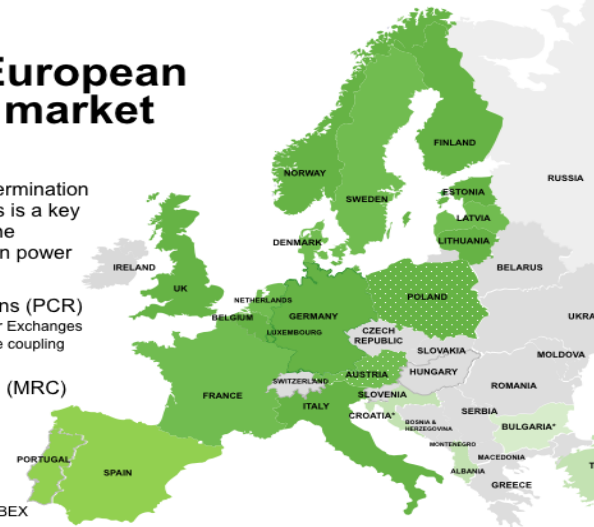 European
market
ermination
s is a key
ne
n power
ns (PCR)
r Exchanges
e coupling
(MRC)
BEX
NORWAY
FINLAND
SWEDEN
ESTONIA
LATVIA
LITHUANIA
RUSSIA
DENMARK
IRELAND
UK
NETHERLANDS
BELGIUM
GERMANY
LUXEMBOURG
POLAND
BELARUS
UKRA
CZECH
REPUBLIC
SLOVAKIA
MOLDOVA
AUSTRIA
HUNGARY
SWITZERLAND
FRANCE
ITALY
SLOVENIA
CROATIA*
ROMANIA
SERBIA
BOSNIA &
HERZEGOVINA
BULGARIA*
MONTENEGRO
MACEDONIA
ALBANIA
GREECE
T
PORTUGAL
SPAIN